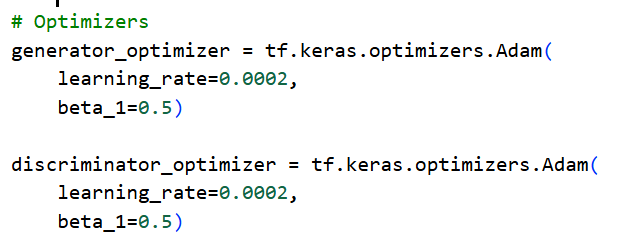 # Optimizers
generator_optimizer = tf.keras.optimizers.Adam(
    learning_rate=0.0002,
    beta_1=0.5)

discriminator_optimizer = tf.keras.optimizers.Adam(
    learning_rate=0.0002,
    beta_1=0.5)